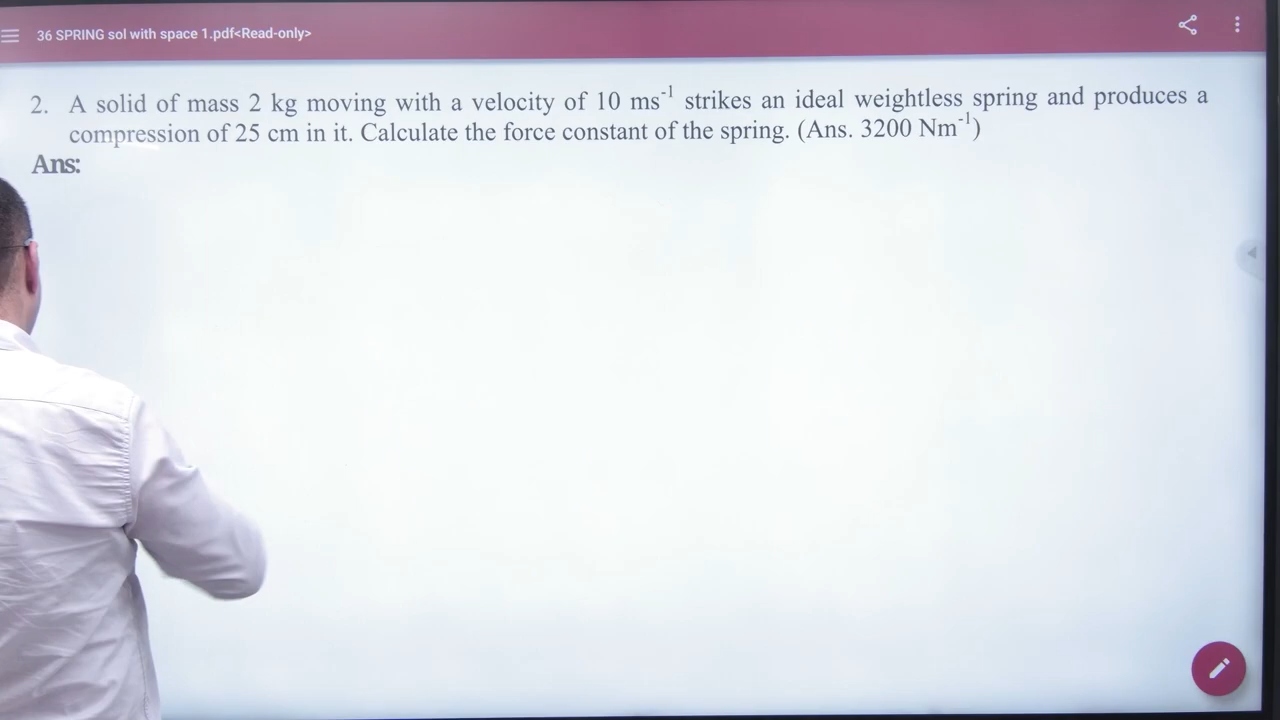 36 SPRING sol with space 1.pdf<Read-only>
2. A solid of mass 2 kg moving with a velocity of 10 ms⁻¹ strikes an ideal weightless spring and produces a
compression of 25 cm in it. Calculate the force constant of the spring. (Ans. 3200 Nm⁻¹)
Ans: